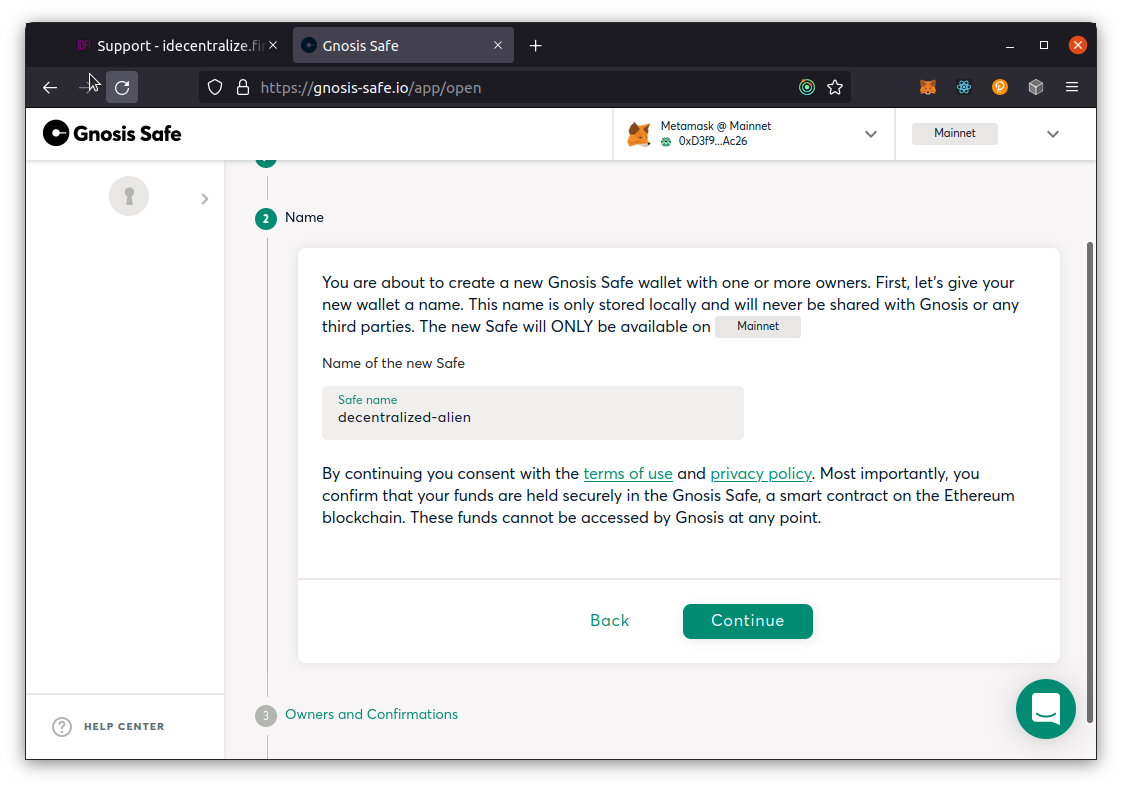 IDFI Support - idecentralize.fin
Gnosis Safe
https://gnosis-safe.io/app/open
Gnosis Safe
Metamask @ Mainnet
0xD3f9...Ac26
Mainnet
2 Name
You are about to create a new Gnosis Safe wallet with one or more owners. First, let's give your
new wallet a name. This name is only stored locally and will never be shared with Gnosis or any
third parties. The new Safe will ONLY be available on Mainnet
Name of the new Safe
Safe name
decentralized-alien
By continuing you consent with the terms of use and privacy policy. Most importantly, you
confirm that your funds are held securely in the Gnosis Safe, a smart contract on the Ethereum
blockchain. These funds cannot be accessed by Gnosis at any point.
Back
Continue
3 Owners and Confirmations
? HELP CENTER